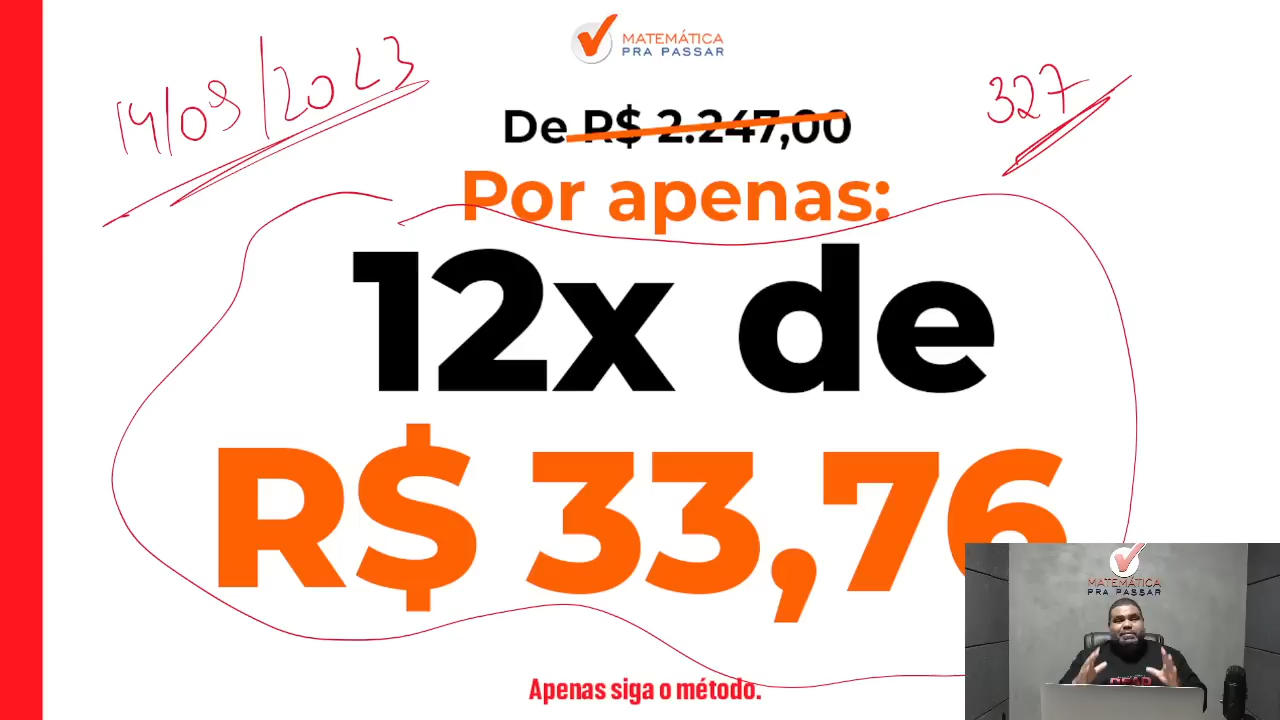 MATEMÁTICA
PRA PASSAR
14/09/2023
327
De R$ 2.247,00
Por apenas:
12x de
R$ 33,76
MATEMÁTICA
PRA PASSAR
Apenas siga o método.